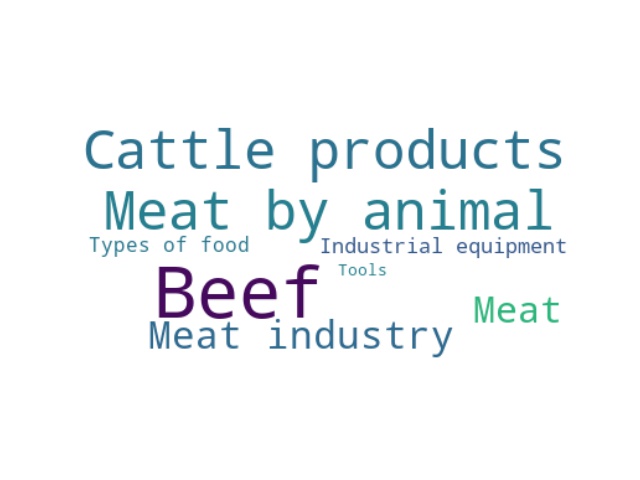 Cattle products
Meat by animal
Types of food
Industrial equipment
Tools
Beef
Meat
Meat industry